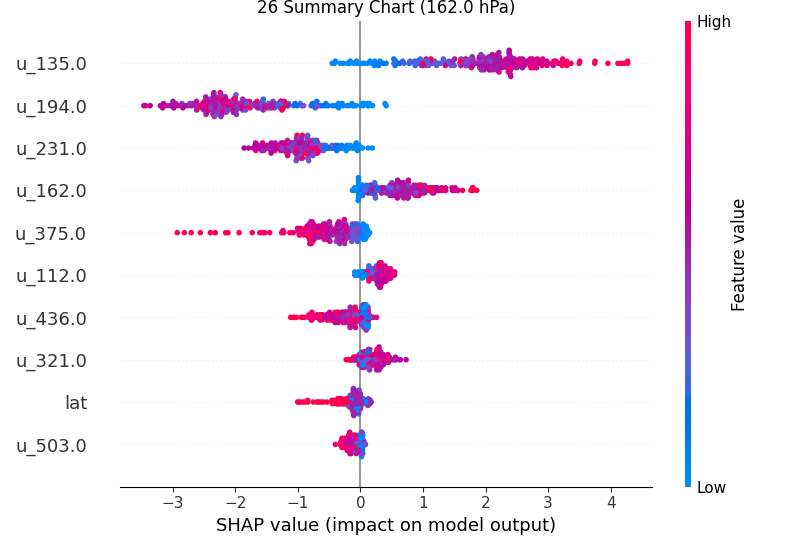 26 Summary Chart (162.0 hPa)
High
u_135.0
u_194.0
u_231.0
u_162.0
u_375.0
u_112.0
u_436.0
u_321.0
lat
u_503.0
Feature value
Low
−3 −2 −1 0 1 2 3 4
SHAP value (impact on model output)